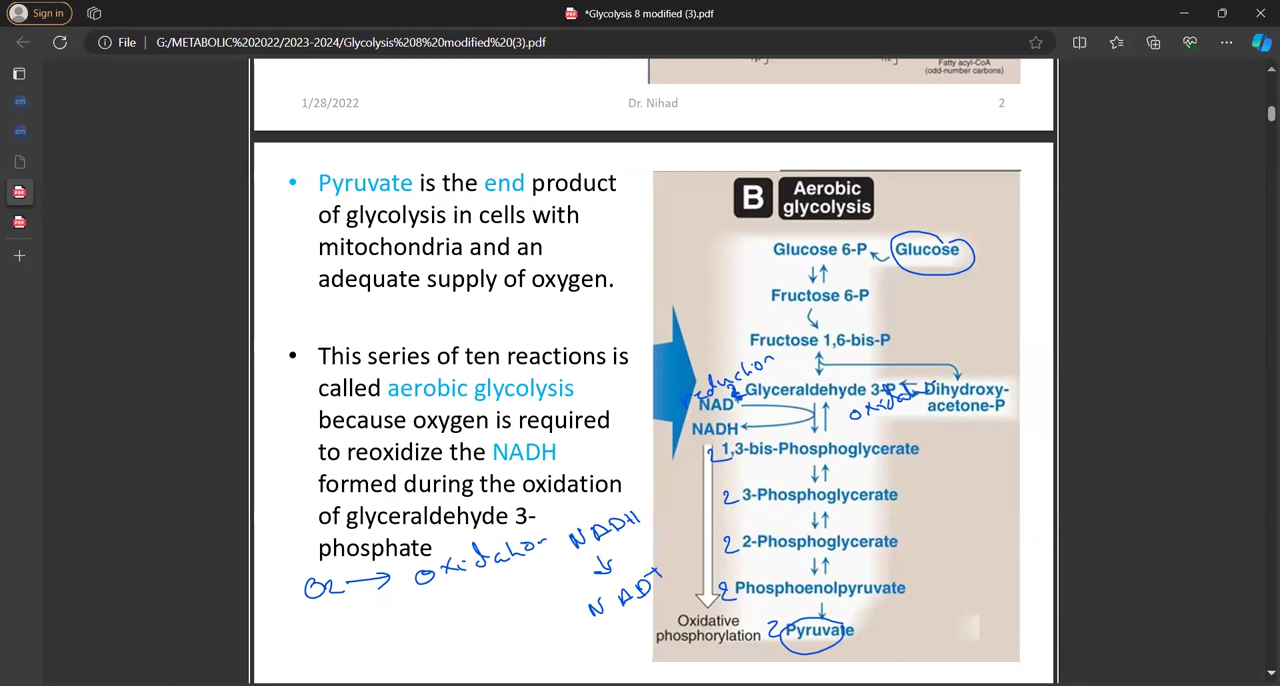 Sign in
*Glycolysis 8 modified (3).pdf
File
G:/METABOLIC%202022/2023-2024/Glycolysis%208%20modified%20(3).pdf
zm
zm
Fatty acyl-CoA
(odd-number carbons)
1/28/2022
Dr. Nihad
2
• Pyruvate is the end product
of glycolysis in cells with
mitochondria and an
adequate supply of oxygen.
• This series of ten reactions is
called aerobic glycolysis
because oxygen is required
to reoxidize the NADH
formed during the oxidation
of glyceraldehyde 3-
phosphate
O2 → oxidation NADH
↓
NAD+
B Aerobic
glycolysis
Glucose 6-P Glucose
Fructose 6-P
Fructose 1,6-bis-P
reduction
2 Glyceraldehyde 3-P Dihydroxy-
acetone-P
oxidation
NAD+
NADH
2 1,3-bis-Phosphoglycerate
2 3-Phosphoglycerate
2 2-Phosphoglycerate
2 Phosphoenolpyruvate
2 Pyruvate
Oxidative
phosphorylation